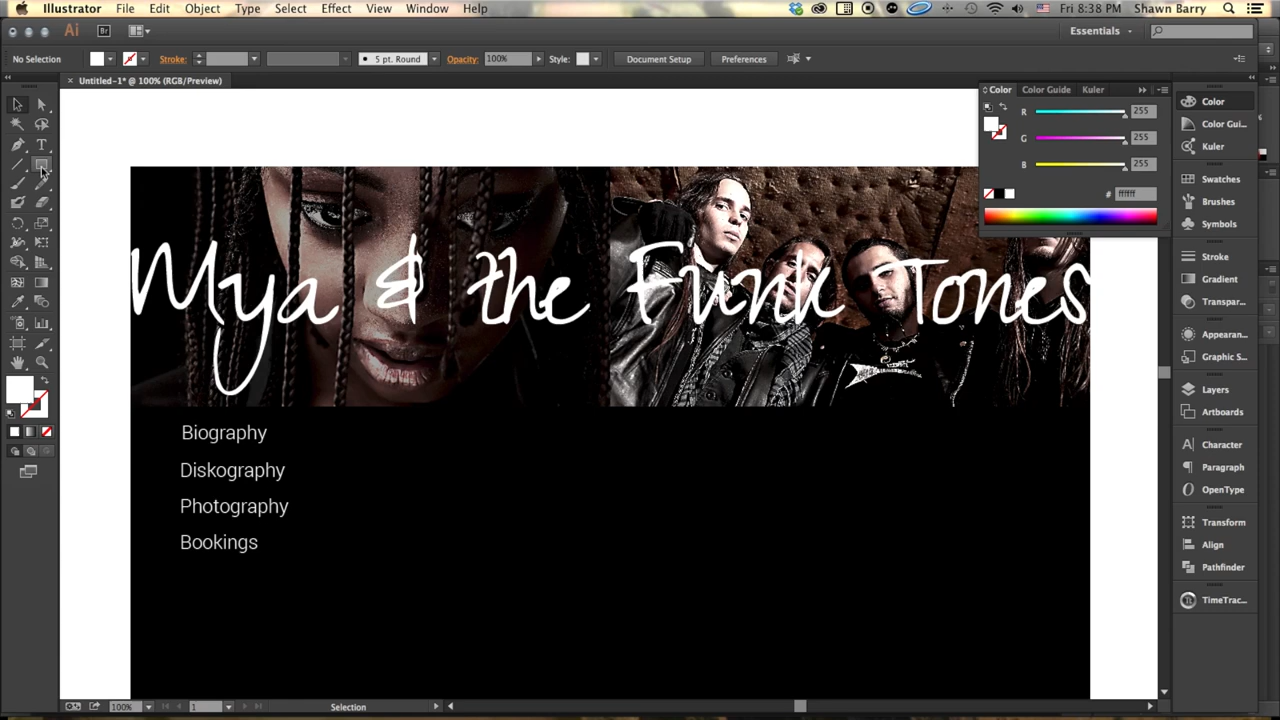 Illustrator File Edit Object Type Select Effect View Window Help Fri 8:38 PM Shawn Barry
Ai Br Essentials
No Selection Stroke: 5 pt. Round Opacity: 100% Style: Document Setup Preferences
× Untitled-1* @ 100% (RGB/Preview)
Color Color Guide Kuler
R 255
G 255
B 255
# ffffff
Color
Color Gui...
Kuler
Swatches
Brushes
Symbols
Stroke
Gradient
Transpar...
Appearan...
Graphic S...
Layers
Artboards
Character
Paragraph
OpenType
Transform
Align
Pathfinder
TimeTrac...
Mya & the Funk Tones
Biography
Diskography
Photography
Bookings
100% 1 Selection